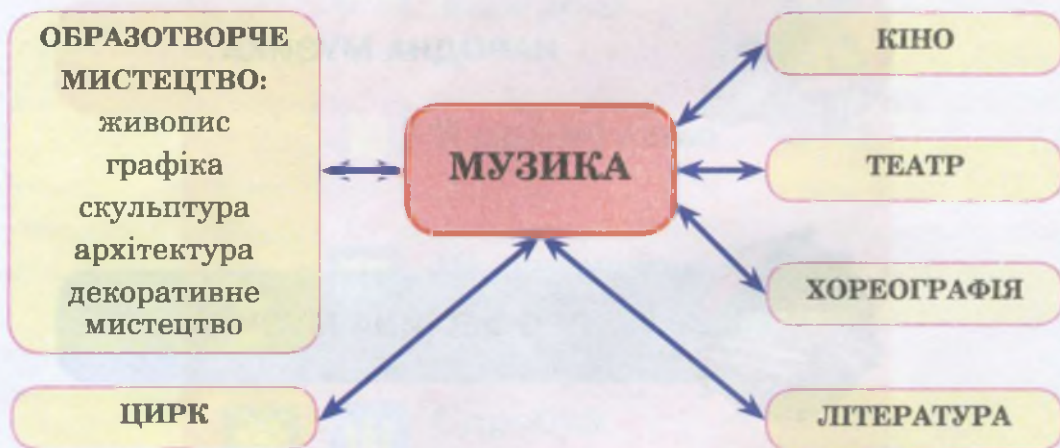 ОБРАЗОТВОРЧЕ
МИСТЕЦТВО:
живопис
графіка
скульптура
архітектура
декоративне
мистецтво
ЦИРК
МУЗИКА
КІНО
ТЕАТР
ХОРЕОГРАФІЯ
ЛІТЕРАТУРА